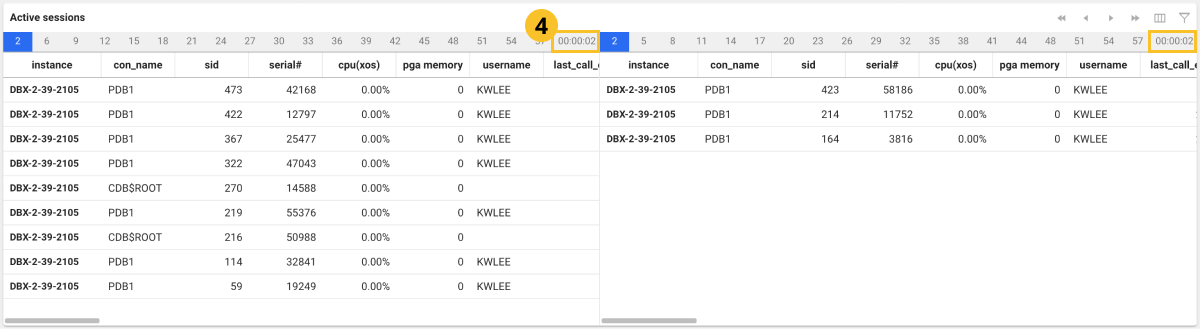 Active sessions
4
2 6 9 12 15 18 21 24 27 30 33 36 39 42 45 48 51 54 00:00:02
instance con_name sid serial# cpu(xos) pga memory username last_call_e
DBX-2-39-2105 PDB1 473 42168 0.00% 0 KWLEE
DBX-2-39-2105 PDB1 422 12797 0.00% 0 KWLEE
DBX-2-39-2105 PDB1 367 25477 0.00% 0 KWLEE
DBX-2-39-2105 PDB1 322 47043 0.00% 0 KWLEE
DBX-2-39-2105 CDB$ROOT 270 14588 0.00% 0
DBX-2-39-2105 PDB1 219 55376 0.00% 0 KWLEE
DBX-2-39-2105 CDB$ROOT 216 50988 0.00% 0
DBX-2-39-2105 PDB1 114 32841 0.00% 0 KWLEE
DBX-2-39-2105 PDB1 59 19249 0.00% 0 KWLEE
2 5 8 11 14 17 20 23 26 29 32 35 38 41 44 48 51 54 57 00:00:02
instance con_name sid serial# cpu(xos) pga memory username last_call_e
DBX-2-39-2105 PDB1 423 58186 0.00% 0 KWLEE
DBX-2-39-2105 PDB1 214 11752 0.00% 0 KWLEE
DBX-2-39-2105 PDB1 164 3816 0.00% 0 KWLEE